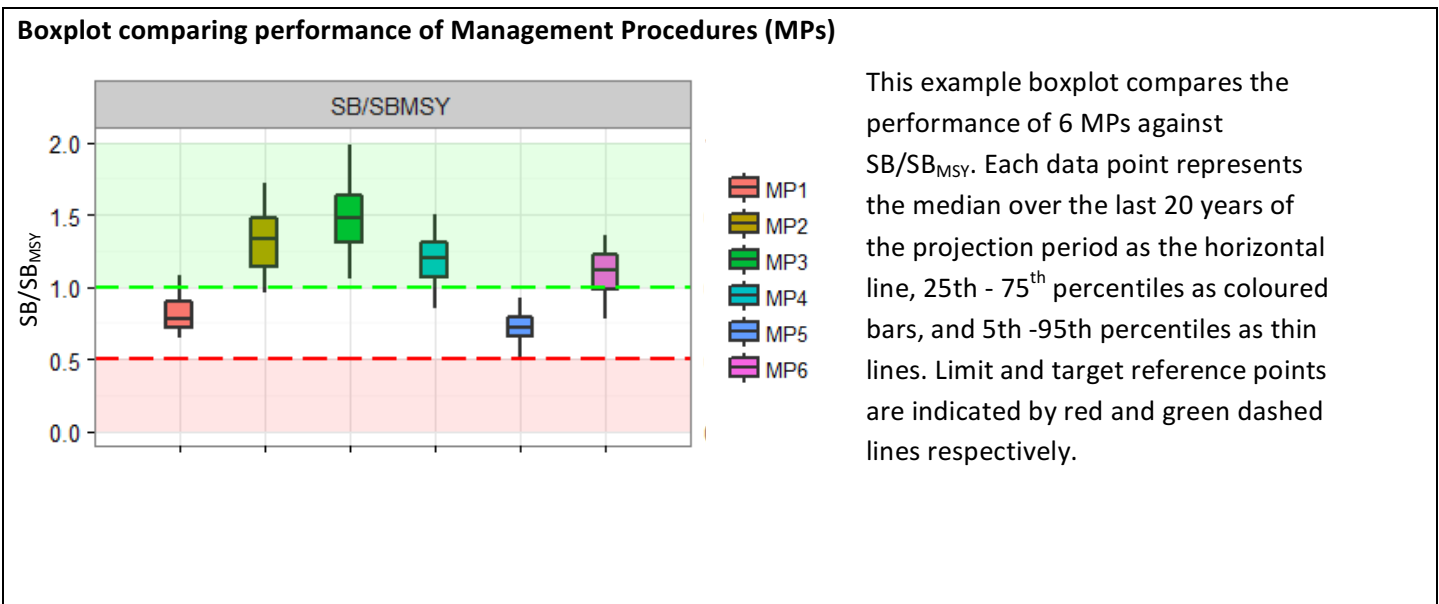 Boxplot comparing performance of Management Procedures (MPs)
SB/SBMSY
2.0
1.5
1.0
0.5
0.0
SB/SBMSY
MP1
MP2
MP3
MP4
MP5
MP6
This example boxplot compares the
performance of 6 MPs against
SB/SBMSY. Each data point represents
the median over the last 20 years of
the projection period as the horizontal
line, 25th - 75th percentiles as coloured
bars, and 5th -95th percentiles as thin
lines. Limit and target reference points
are indicated by red and green dashed
lines respectively.